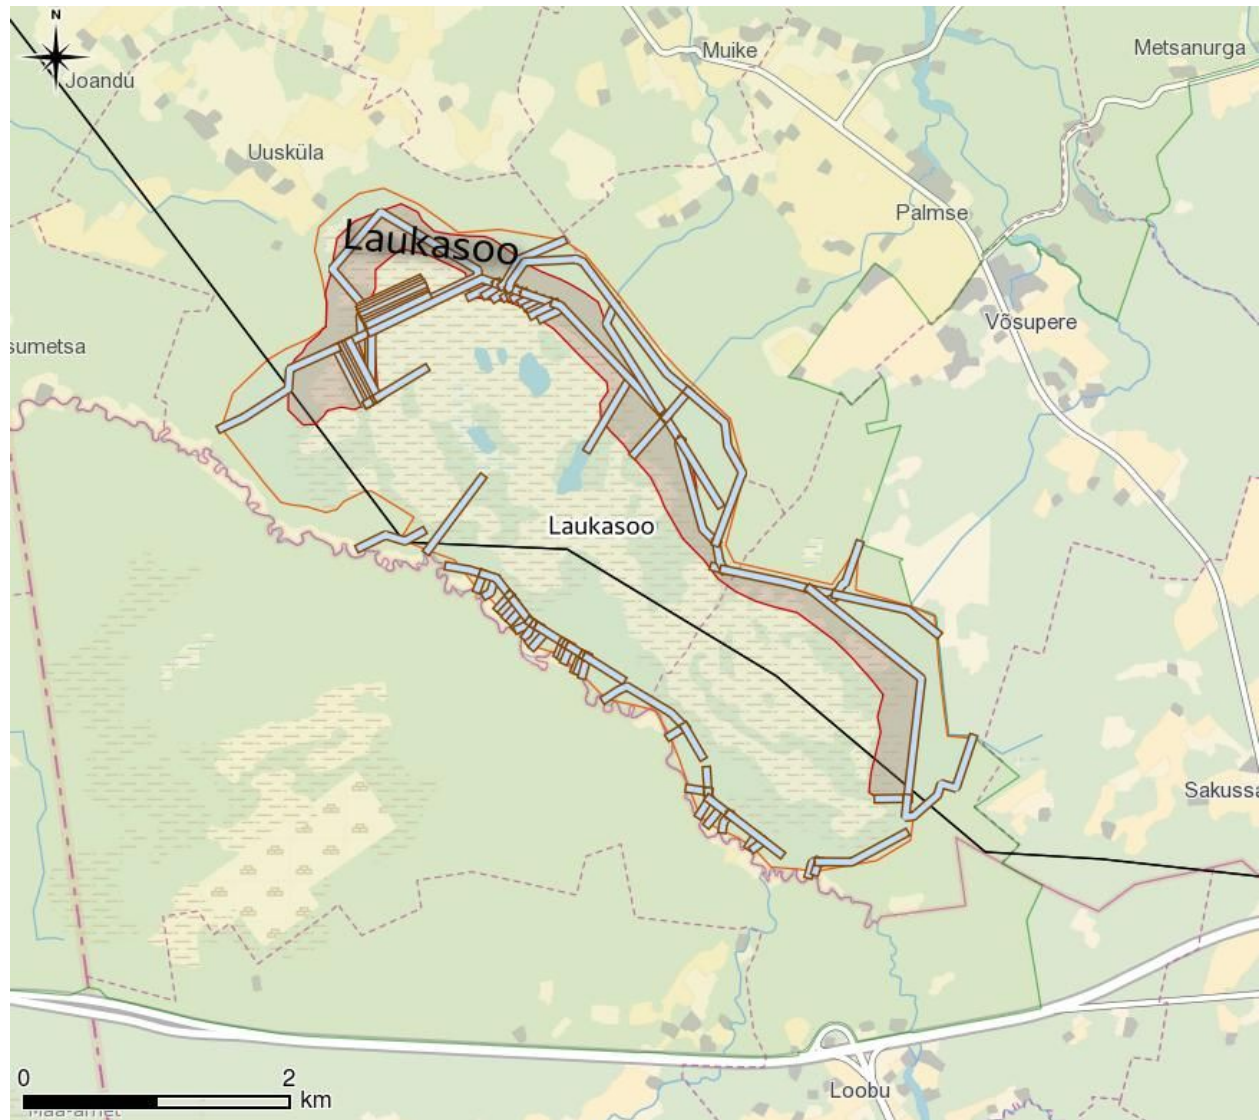 N
Joandu
Muike
Metsanurga
Uusküla
Palmse
Laukasoo
Võsupere
sumetsa
Laukasoo
Sakussa
0 2
km
Loobu
Maa-amet